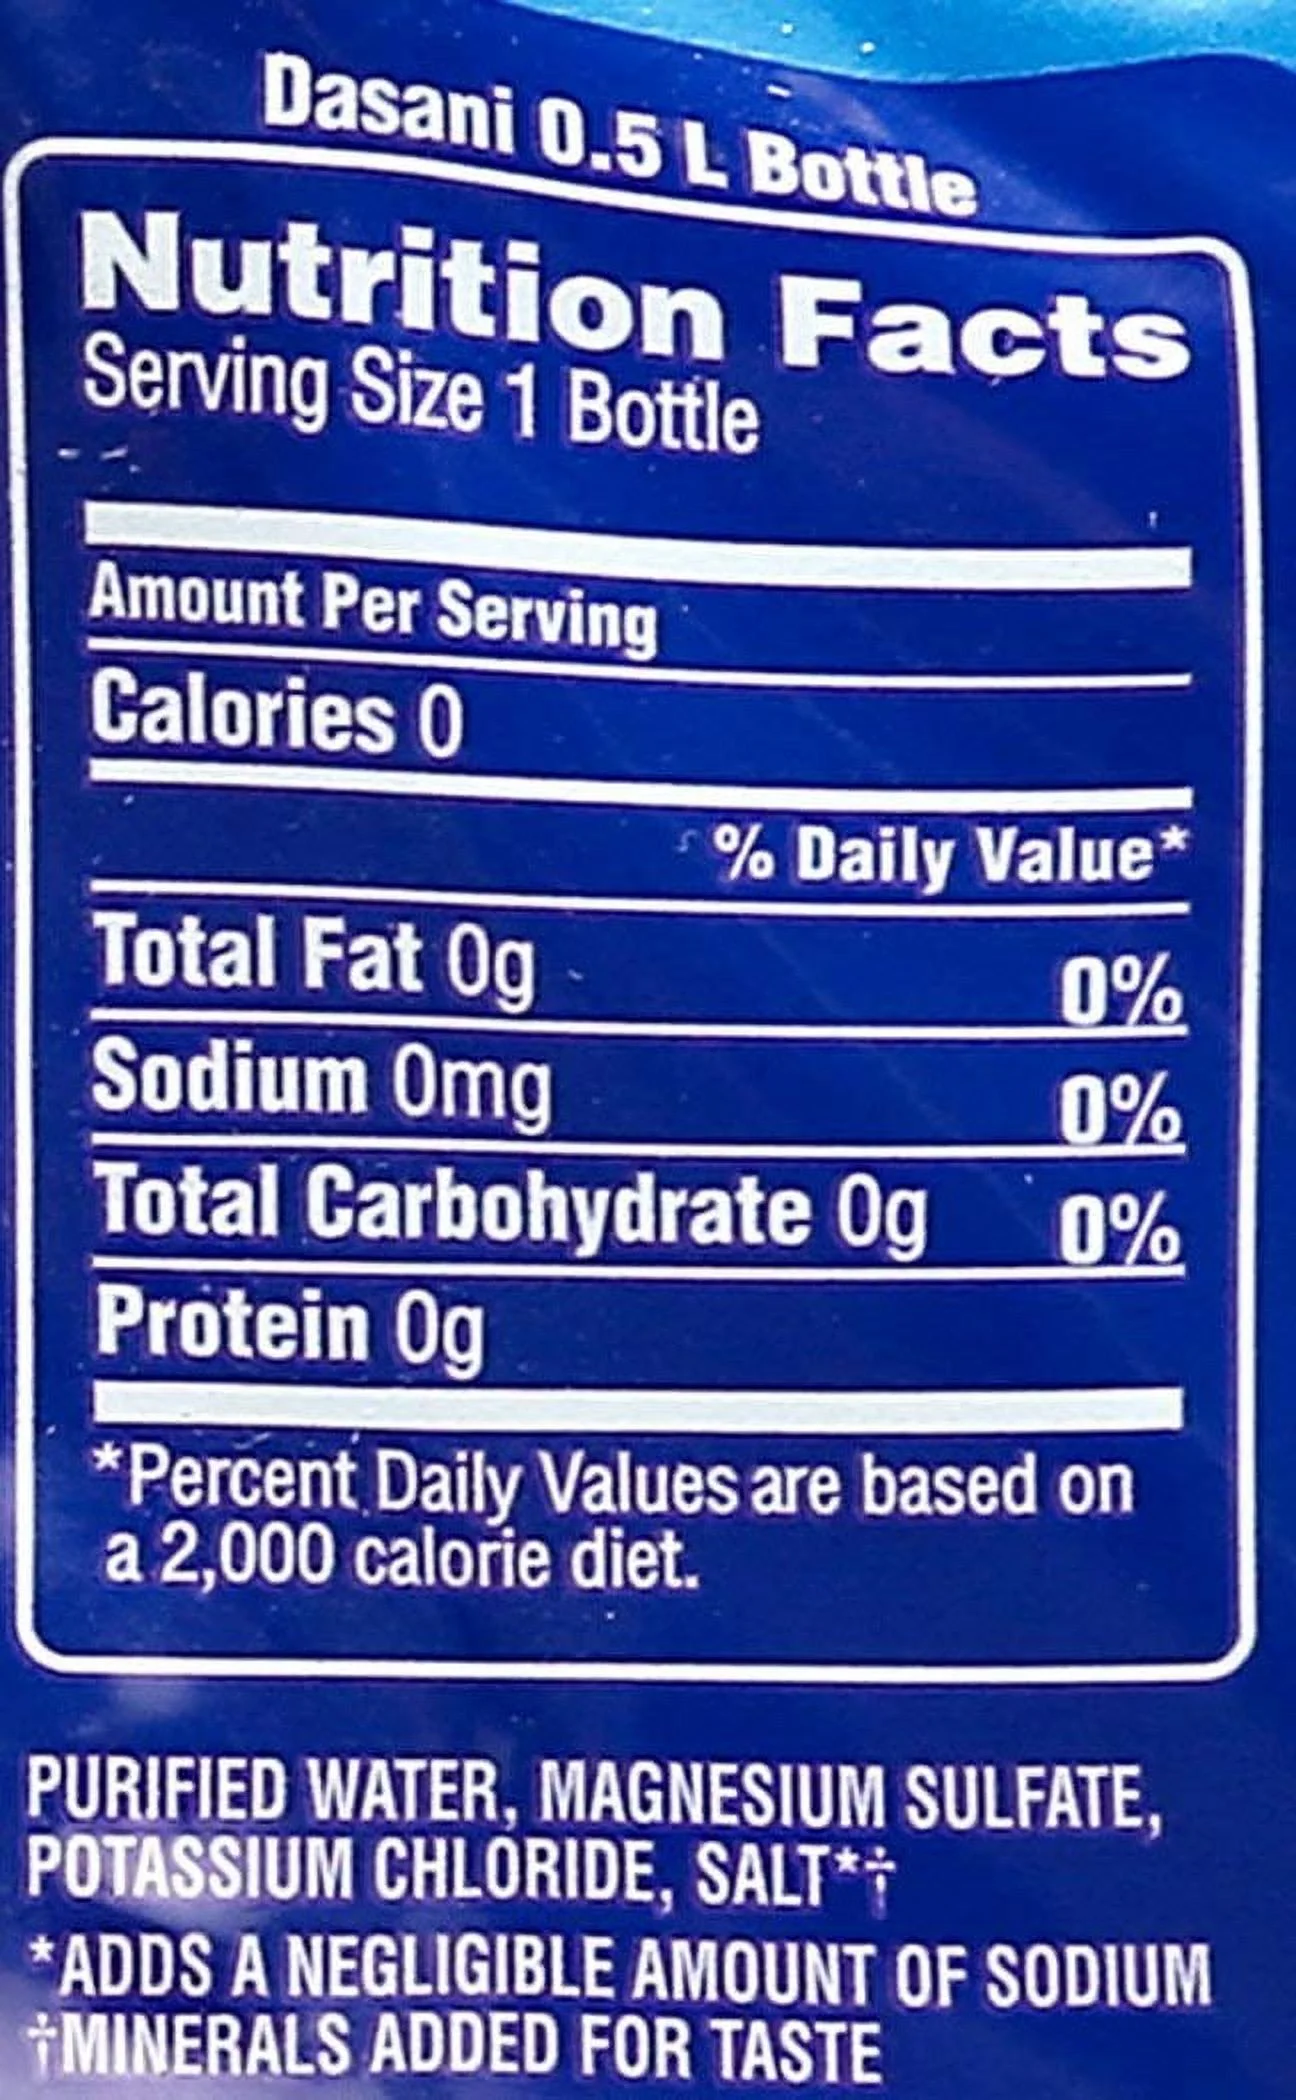 Dasani 0.5 L Bottle
Nutrition Facts
Serving Size 1 Bottle
Amount Per Serving
Calories 0
% Daily Value*
Total Fat 0g 0%
Sodium 0mg 0%
Total Carbohydrate 0g 0%
Protein 0g
*Percent Daily Values are based on
a 2,000 calorie diet.
PURIFIED WATER, MAGNESIUM SULFATE,
POTASSIUM CHLORIDE, SALT*†
*ADDS A NEGLIGIBLE AMOUNT OF SODIUM
†MINERALS ADDED FOR TASTE